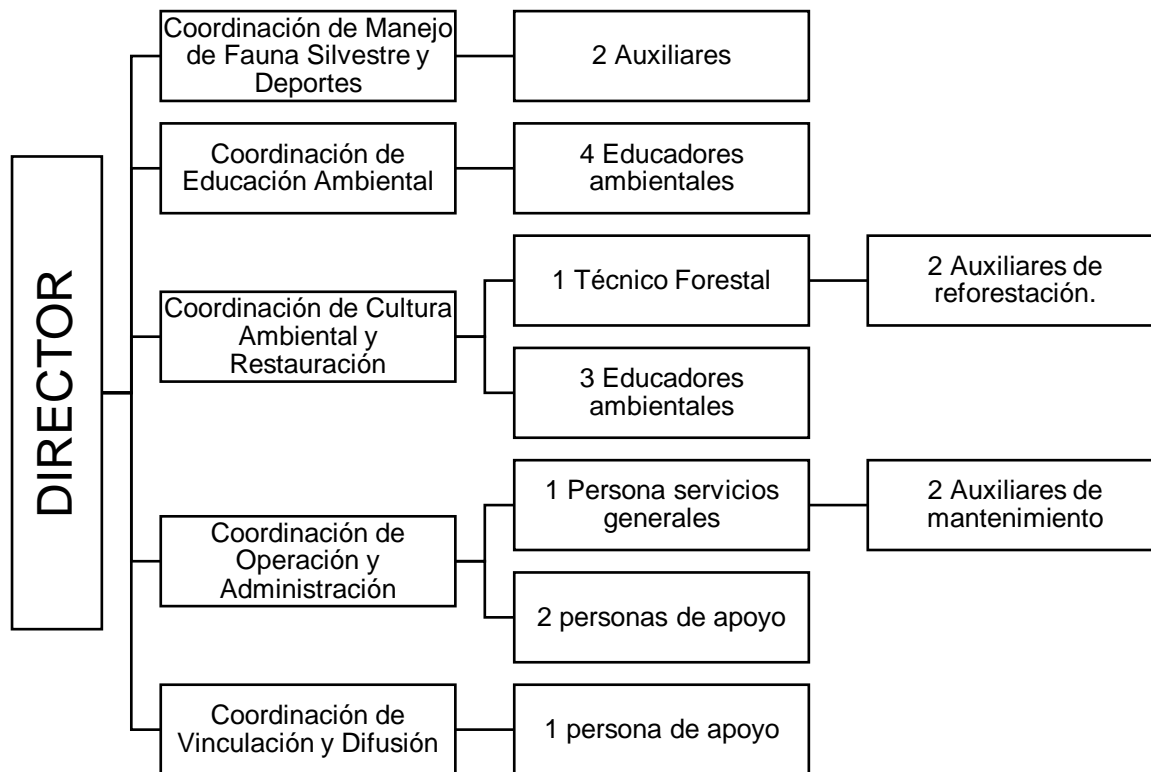 DIRECTOR
Coordinación de Manejo
de Fauna Silvestre y
Deportes
2 Auxiliares
Coordinación de
Educación Ambiental
4 Educadores
ambientales
Coordinación de Cultura
Ambiental y
Restauración
1 Técnico Forestal
2 Auxiliares de
reforestación.
3 Educadores
ambientales
Coordinación de
Operación y
Administración
1 Persona servicios
generales
2 Auxiliares de
mantenimiento
2 personas de apoyo
Coordinación de
Vinculación y Difusión
1 persona de apoyo